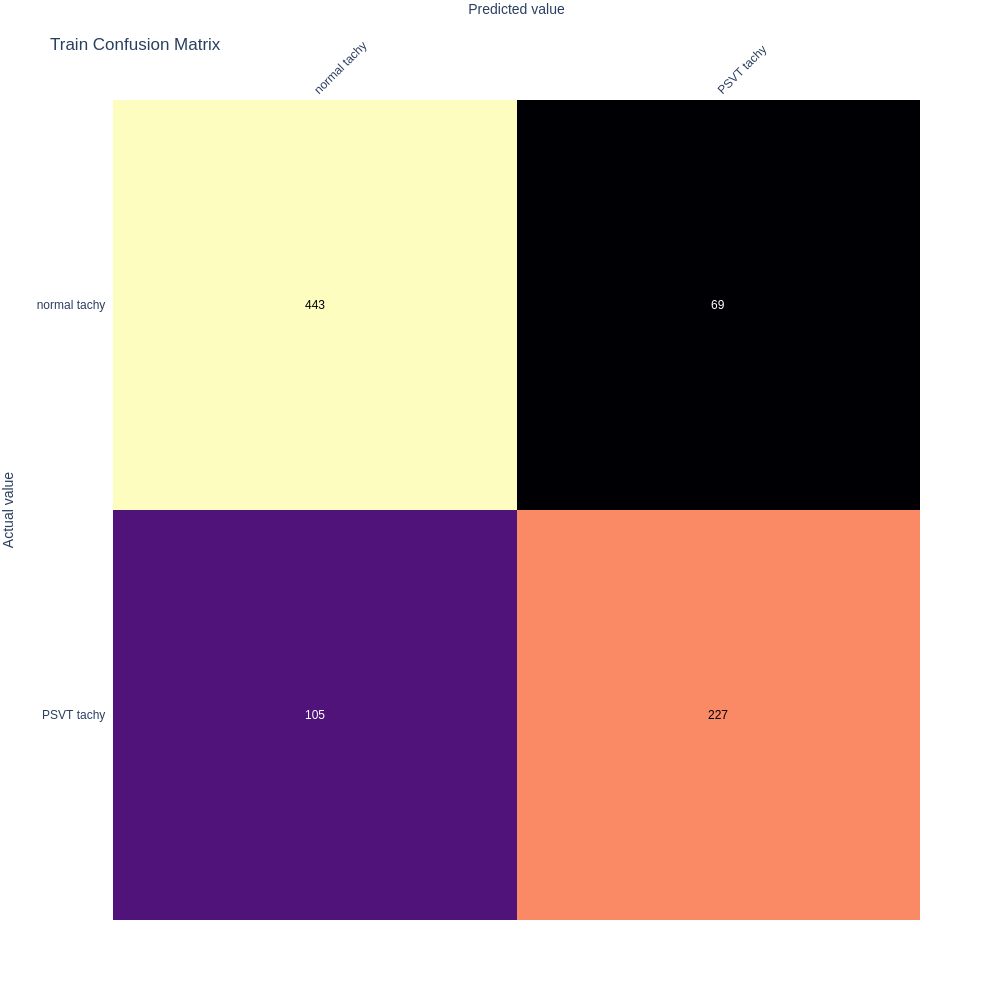 Predicted value
Train Confusion Matrix
normal tachy
PSVT tachy
normal tachy
443
69
Actual value
PSVT tachy
105
227